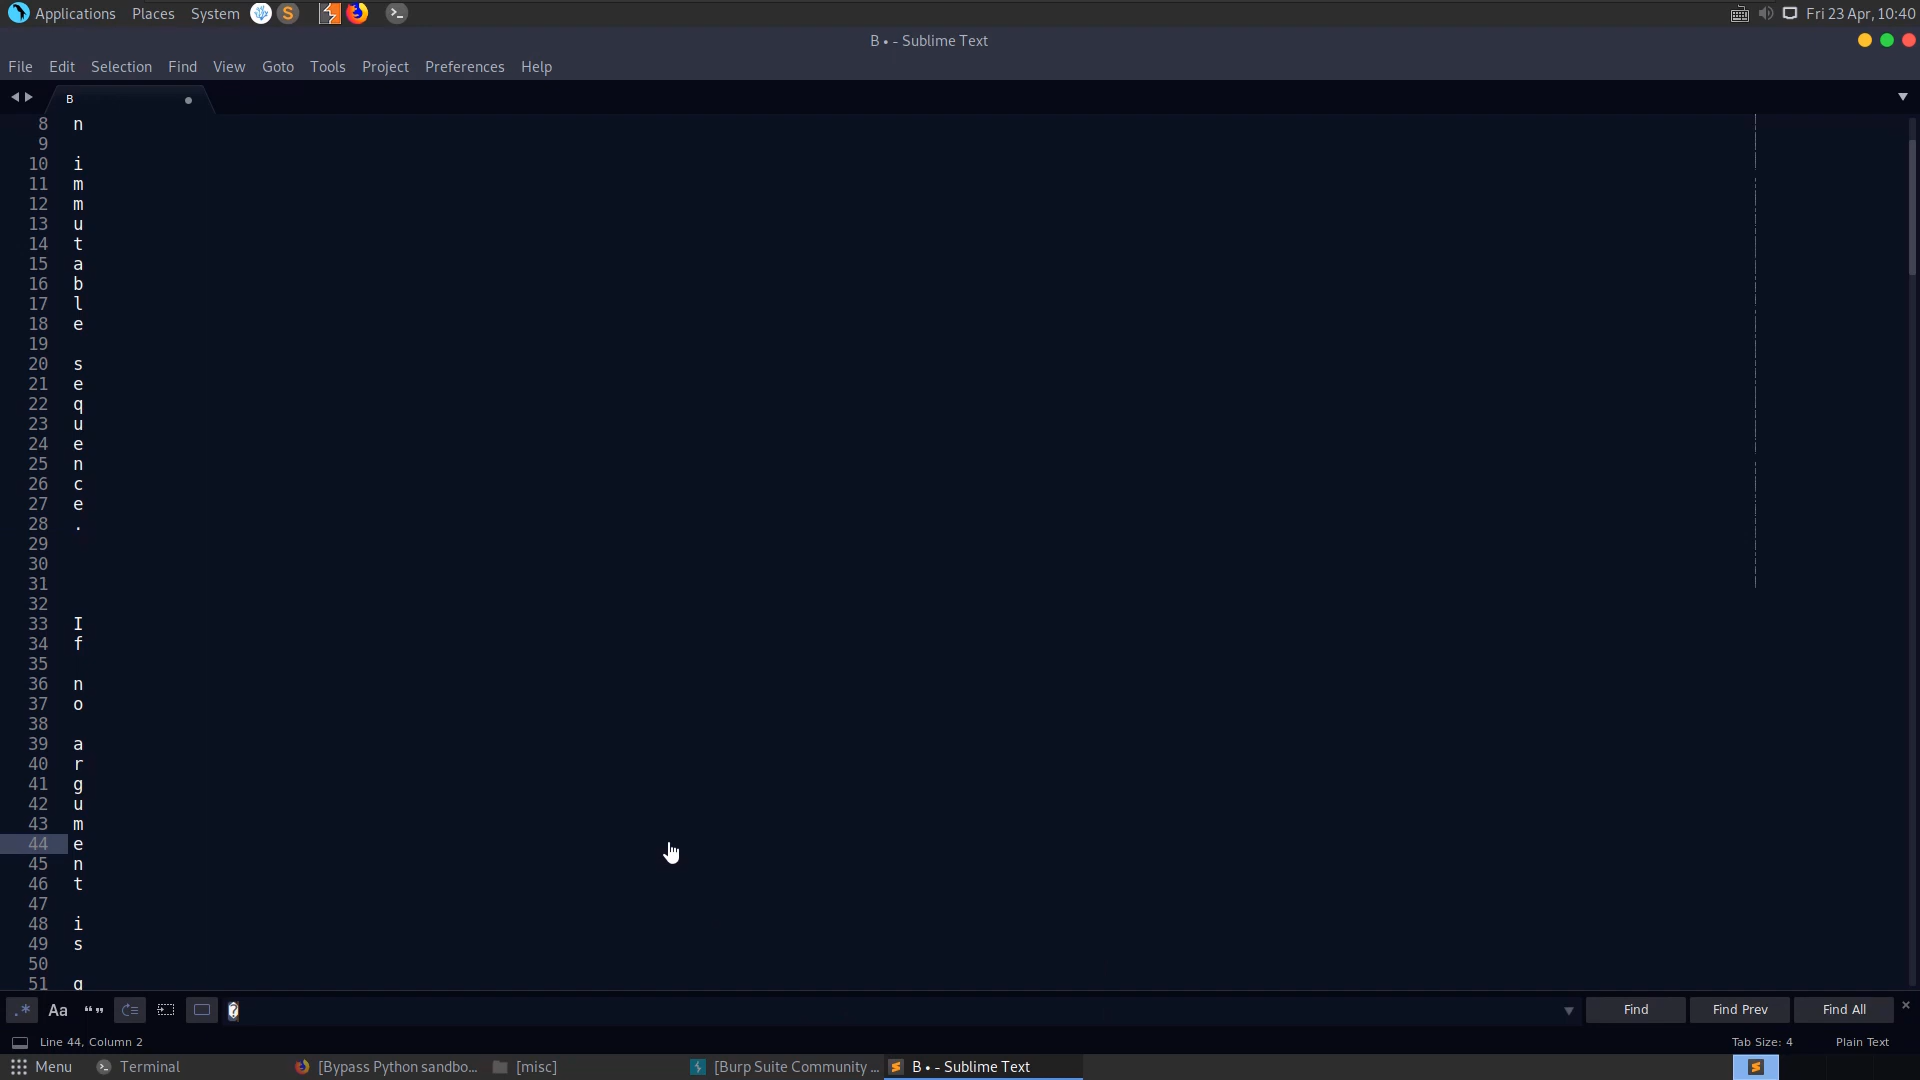 Applications Places System Fri 23 Apr, 10:40
B • - Sublime Text
File Edit Selection Find View Goto Tools Project Preferences Help
B
8 n
9
10 i
11 m
12 m
13 u
14 t
15 a
16 b
17 l
18 e
19
20 s
21 e
22 q
23 u
24 e
25 n
26 c
27 e
28 .
29
30
31
32
33 I
34 f
35
36 n
37 o
38
39 a
40 r
41 g
42 u
43 m
44 e
45 n
46 t
47
48 i
49 s
50
51 g
.* Aa “” ? Find Find Prev Find All
Line 44, Column 2 Tab Size: 4 Plain Text
Menu Terminal [Bypass Python sandbo... [misc] [Burp Suite Community ... B • - Sublime Text